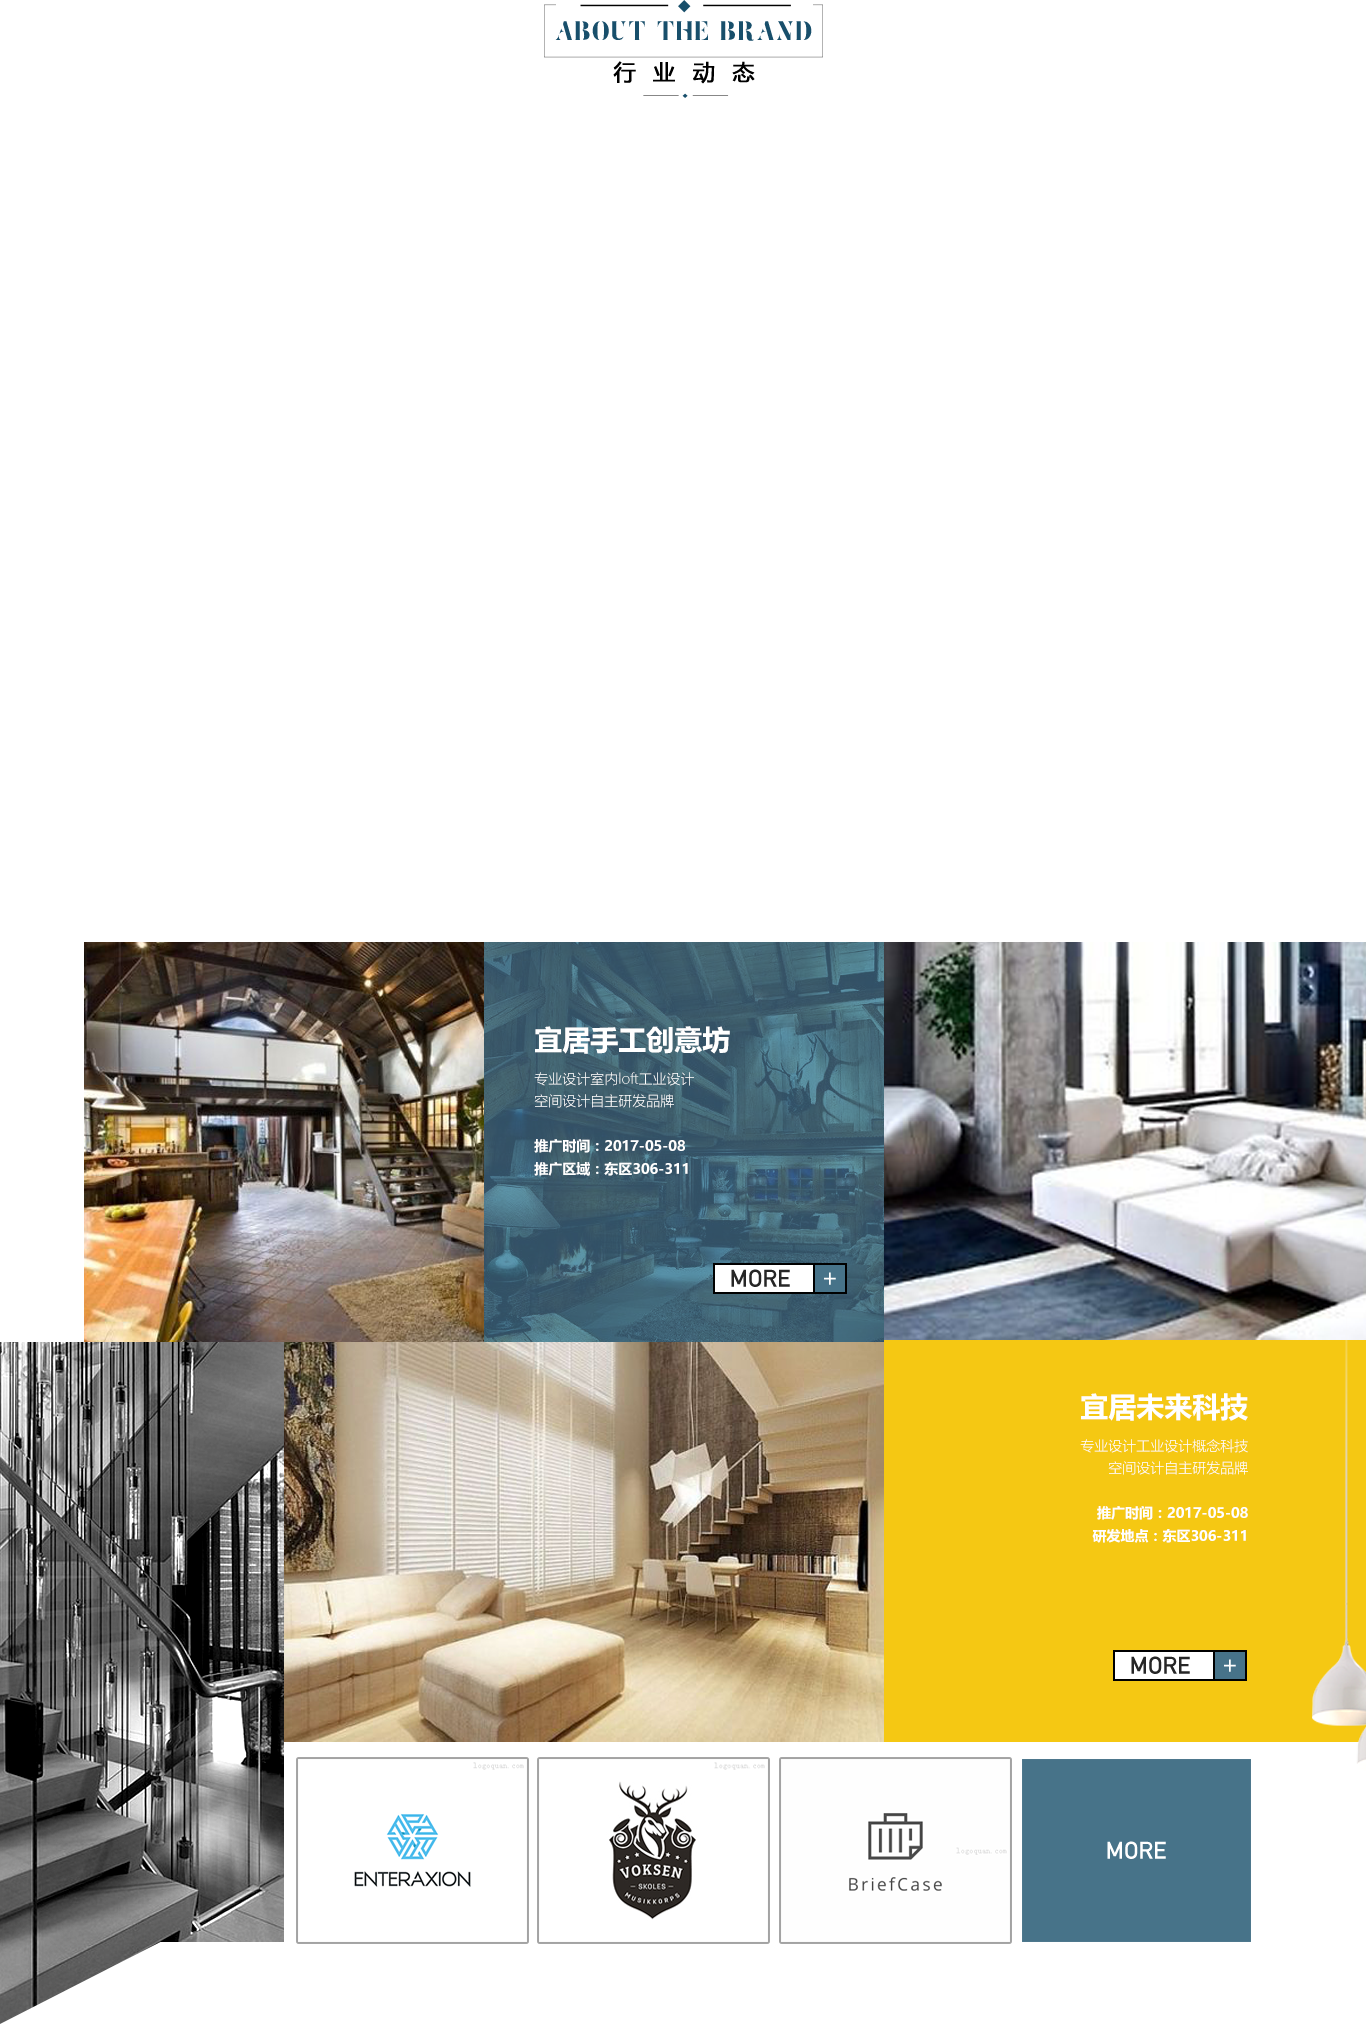 ABOUT THE BRAND
行业动态
宜居手工创意坊
专业设计室内loft工业设计
空间设计自主研发品牌
推广时间：2017-05-08
推广区域：东区306-311
MORE +
宜居未来科技
专业设计工业设计概念科技
空间设计自主研发品牌
推广时间：2017-05-08
研发地点：东区306-311
MORE +
logoquan.com
ENTERAXION
logoquan.com
VOKSEN
SKOLES
MUSIKKORPS
logoquan.com
BriefCase
MORE